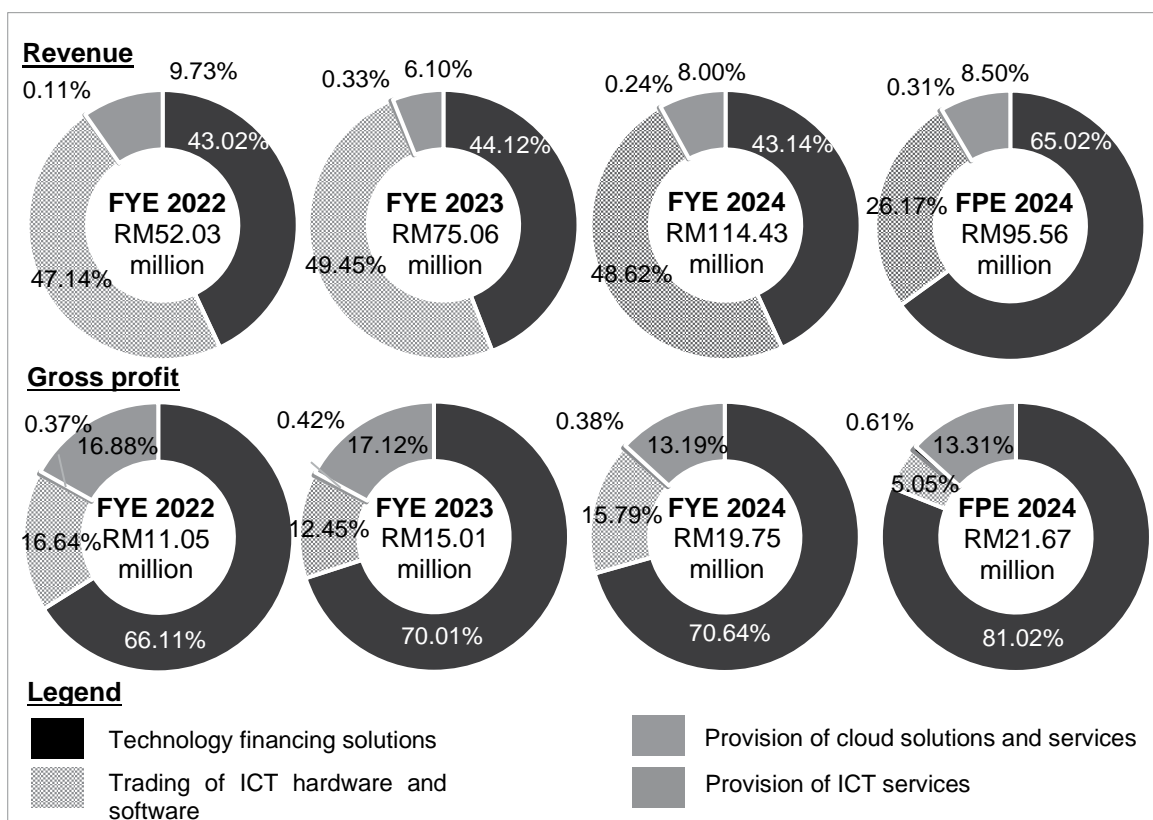 Revenue
0.11% 9.73% 0.33% 6.10% 0.24% 8.00% 0.31% 8.50%
43.02% 44.12% 43.14% 65.02%
FYE 2022 FYE 2023 FYE 2024 FPE 2024
RM52.03 RM75.06 RM114.43 RM95.56
million million million million
47.14% 49.45% 48.62% 26.17%
Gross profit
0.37% 16.88% 0.42% 17.12% 0.38% 13.19% 0.61% 13.31%
FYE 2022 FYE 2023 FYE 2024 FPE 2024
16.64% RM11.05 12.45% RM15.01 15.79% RM19.75 5.05% RM21.67
million million million million
66.11% 70.01% 70.64% 81.02%
Legend
Technology financing solutions
Trading of ICT hardware and
software
Provision of cloud solutions and services
Provision of ICT services